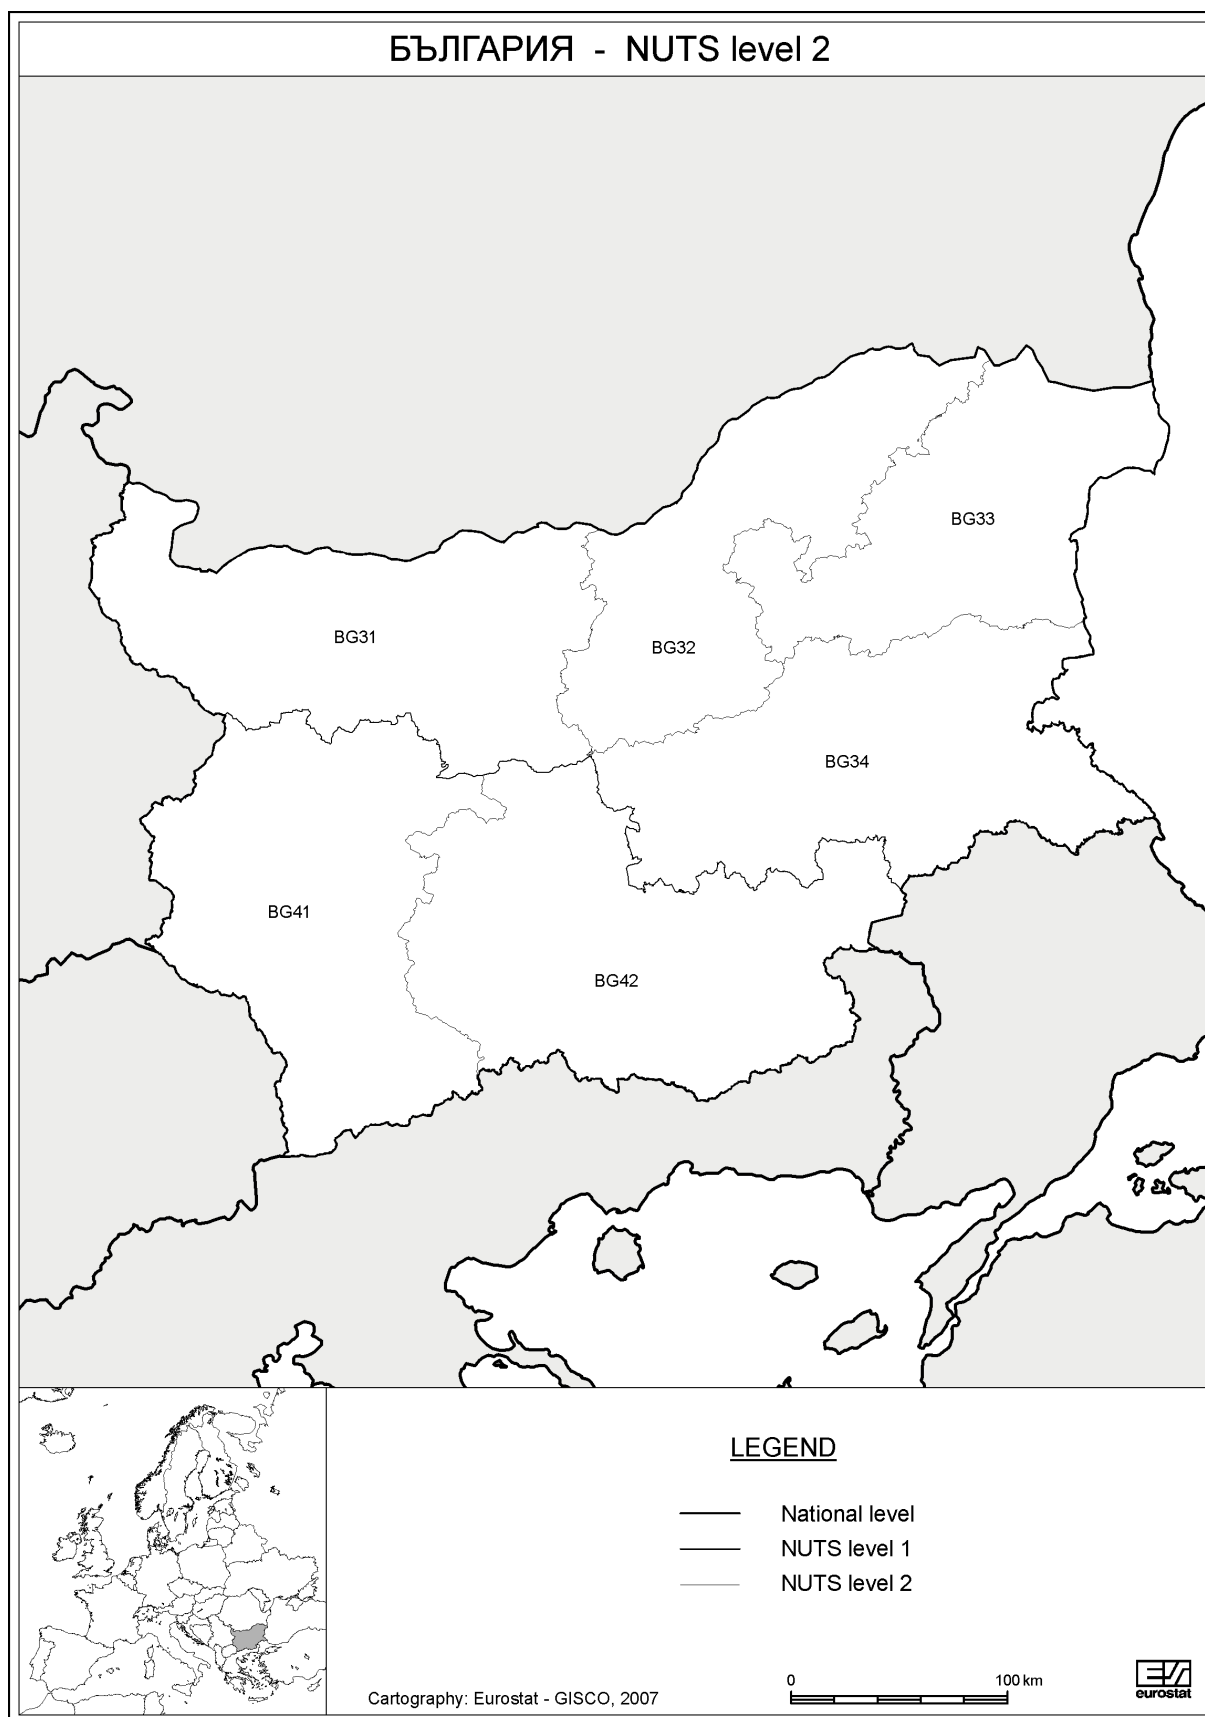 БЪЛГАРИЯ - NUTS level 2
BG33
BG31
BG32
BG34
BG41
BG42
LEGEND
National level
NUTS level 1
NUTS level 2
0 100 km
Cartography: Eurostat - GISCO, 2007
eurostat